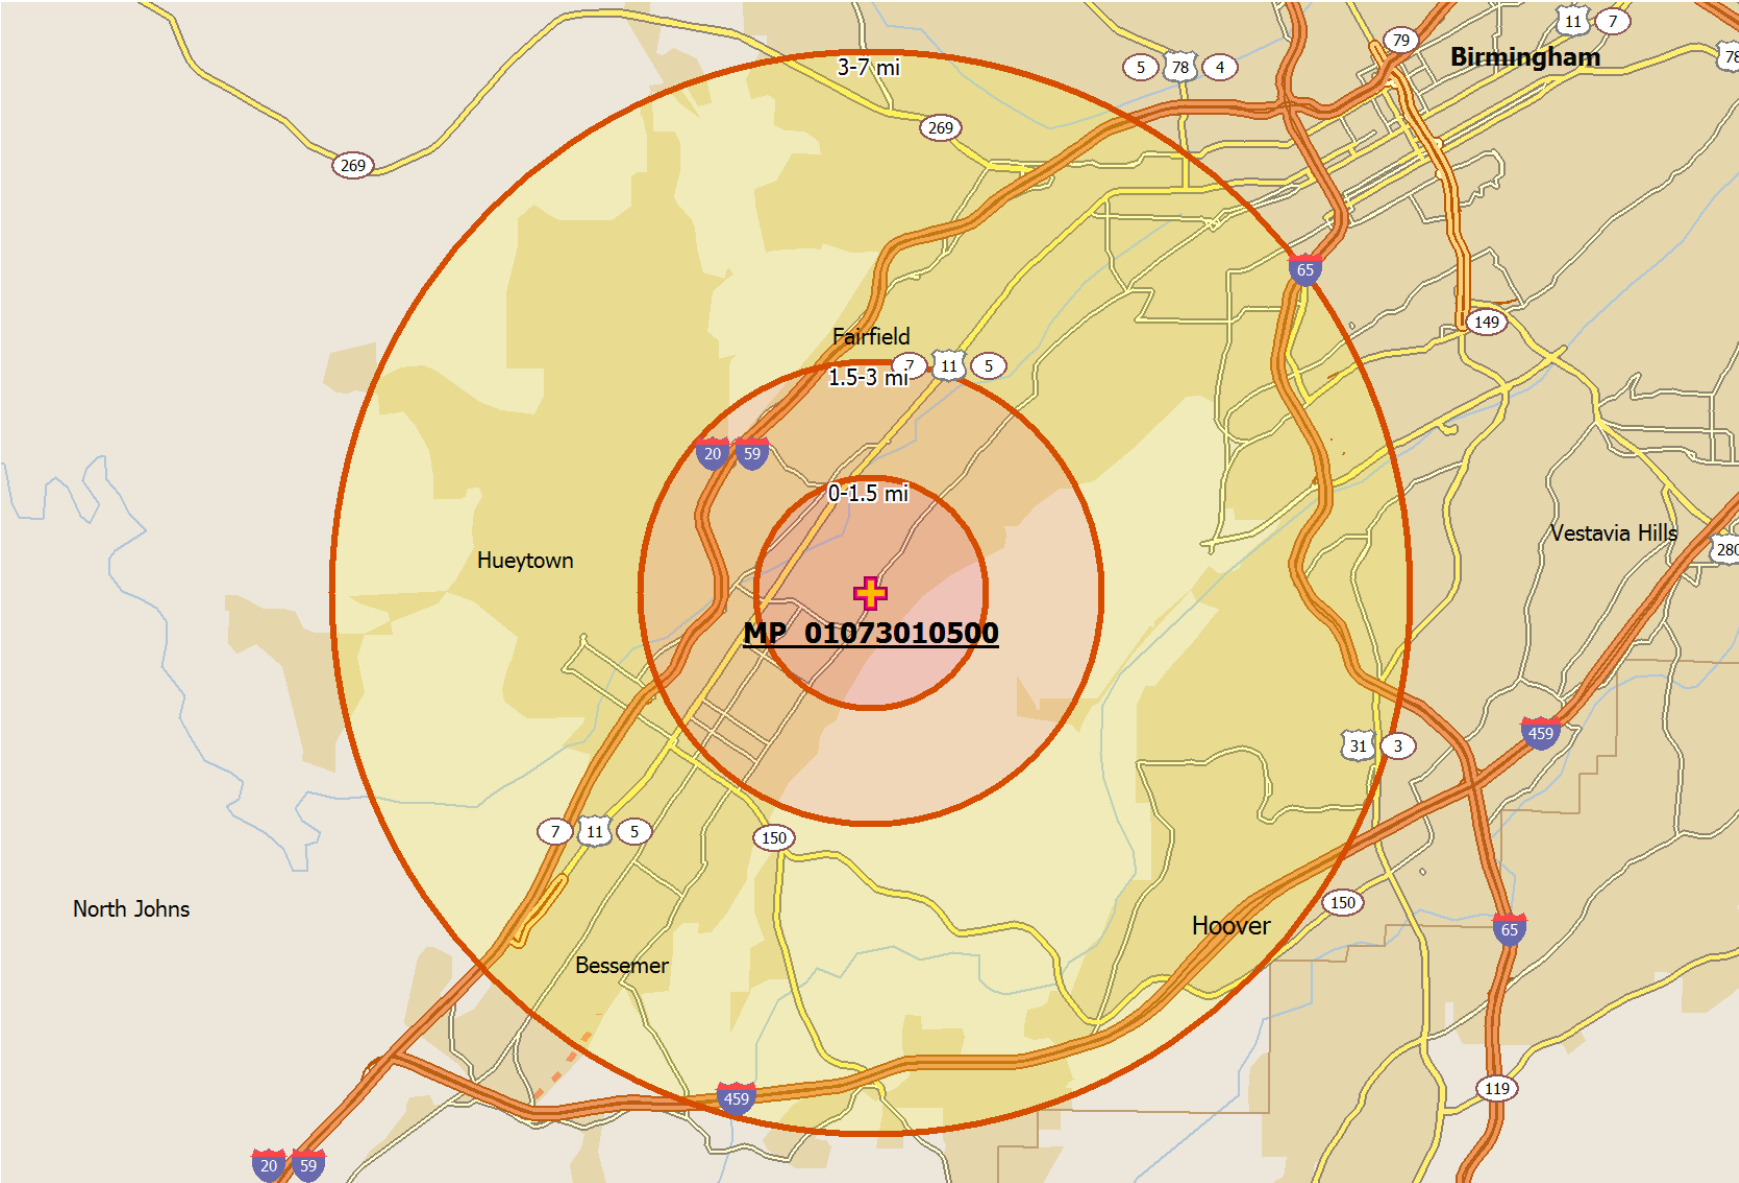 11
7
79
Birmingham
78
3-7 mi
5
78
4
269
269
65
149
Fairfield
7
11
5
1.5-3 mi
20
59
0-1.5 mi
Vestavia Hills
280
Hueytown
MP 01073010500
459
31
3
7
11
5
150
150
North Johns
Hoover
65
Bessemer
459
119
20
59